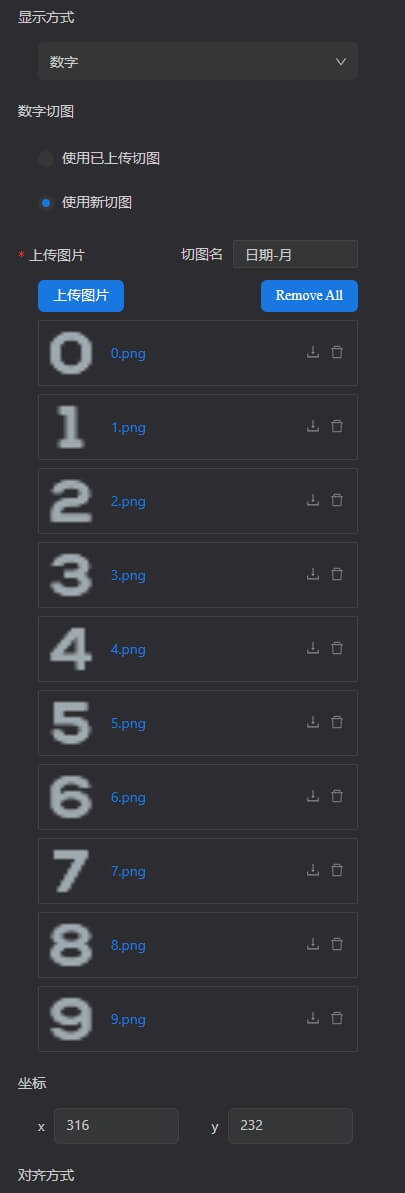 显示方式
数字
数字切图
使用已上传切图
使用新切图
* 上传图片 切图名 日期-月
上传图片 Remove All
0 0.png
1 1.png
2 2.png
3 3.png
4 4.png
5 5.png
6 6.png
7 7.png
8 8.png
9 9.png
坐标
x 316 y 232
对齐方式